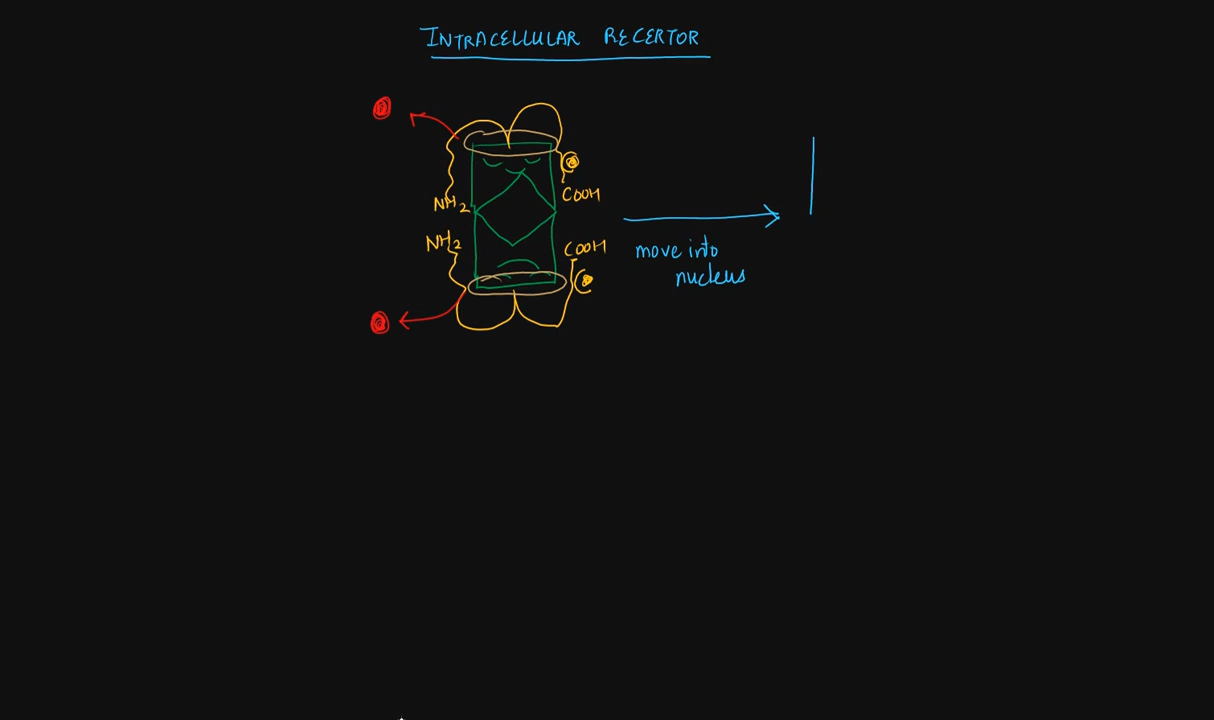 INTRACELLULAR RECERTOR
NH2
COOH
NH2
COOH
move into
nucleus